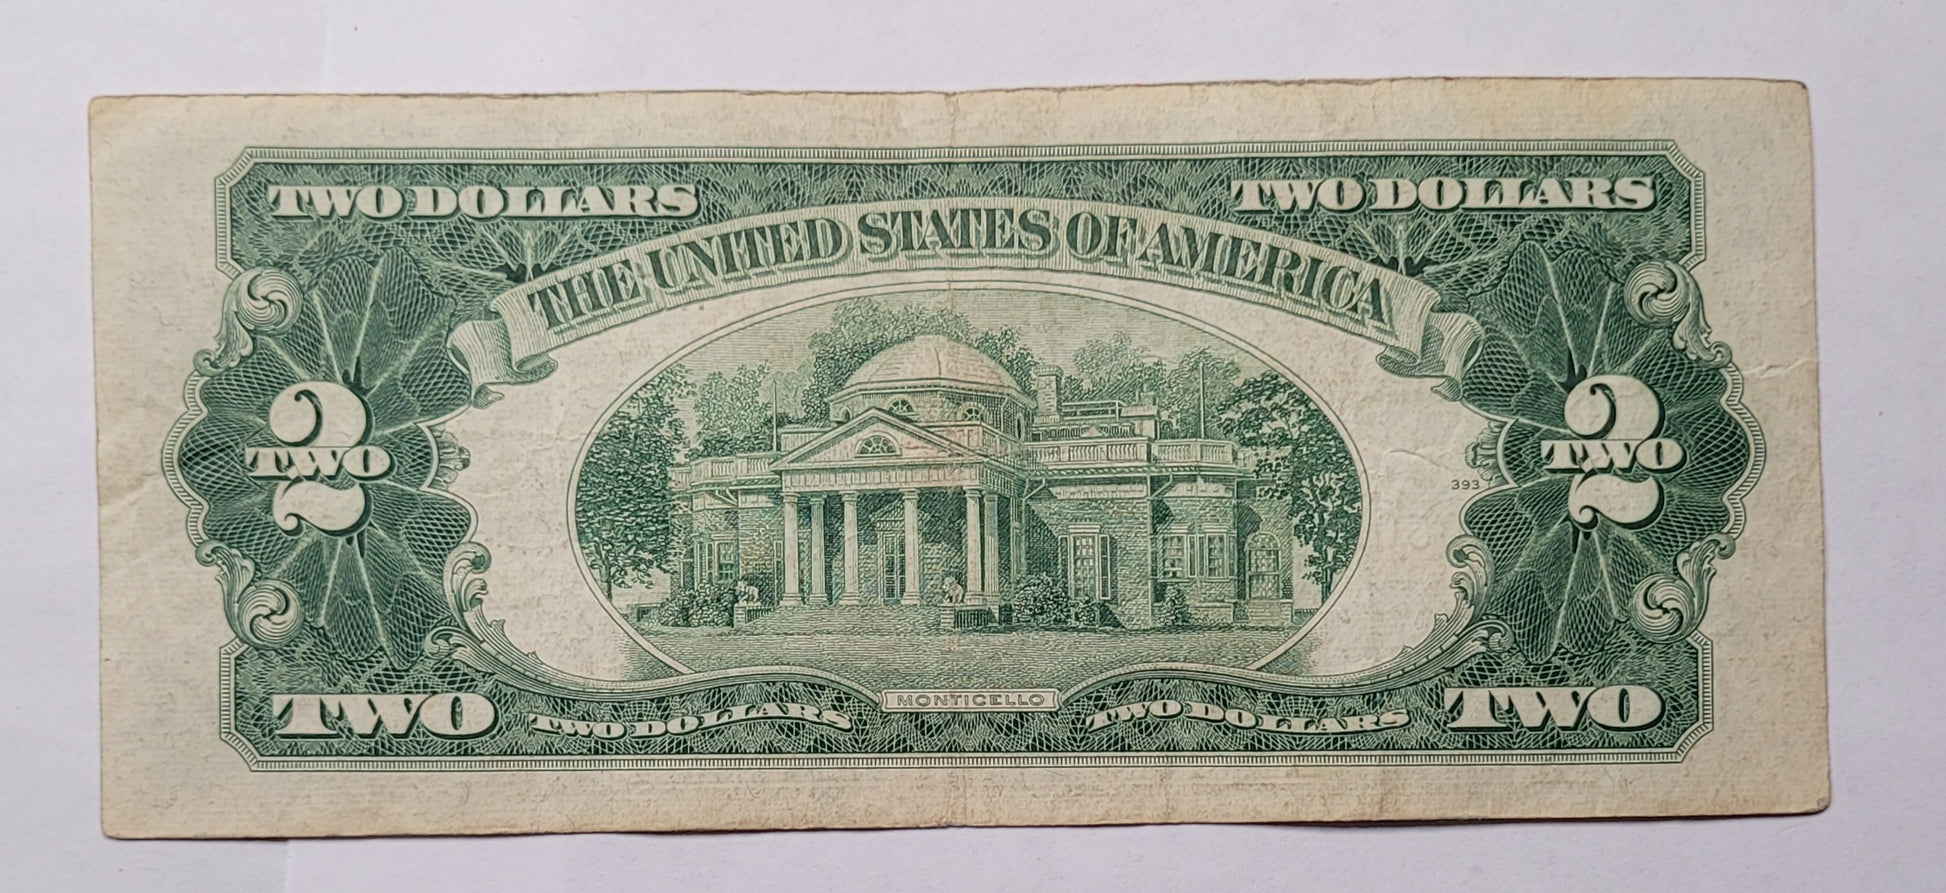 TWO DOLLARS TWO DOLLARS
THE UNITED STATES OF AMERICA
2 2
TWO TWO
393
MONTICELLO
TWO TWO DOLLARS TWO DOLLARS TWO